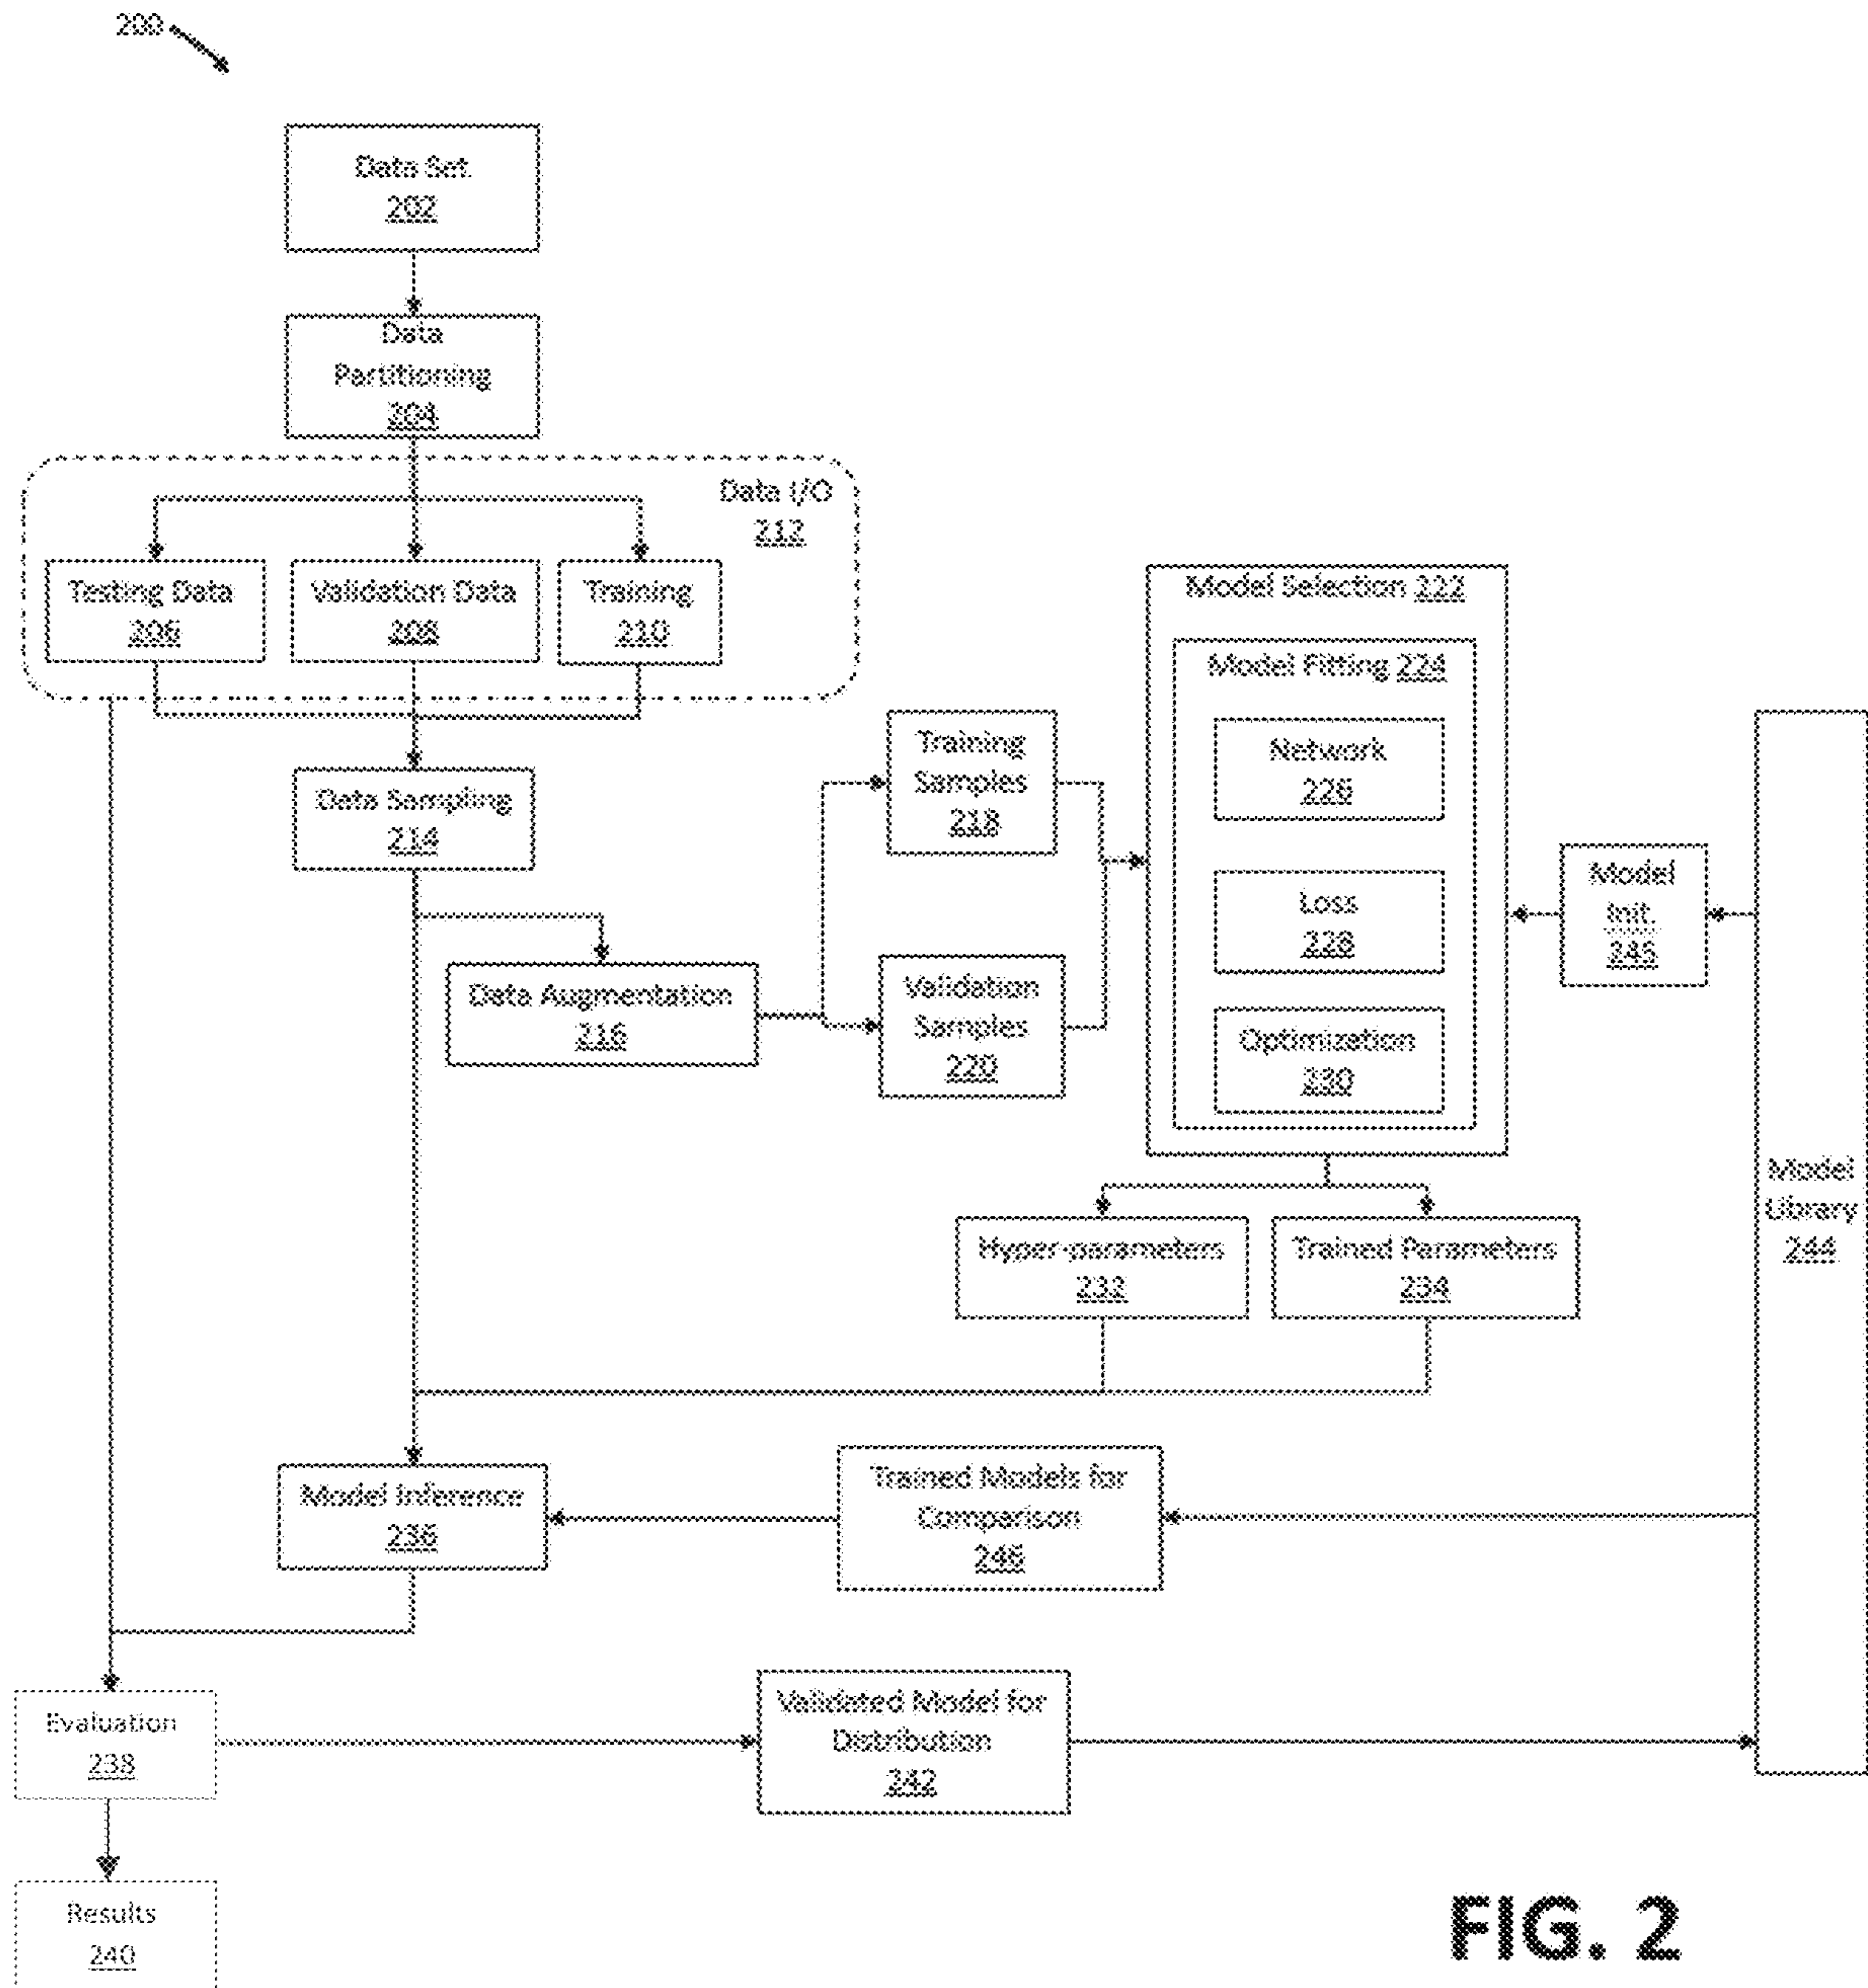 200
Data Set
202
Data
Partitioning
204
Data I/O
212
Testing Data
206
Validation Data
208
Training
210
Data Sampling
214
Data Augmentation
216
Training
Samples
218
Validation
Samples
220
Model Selection 222
Model Fitting 224
Network
226
Loss
228
Optimization
230
Model
Init.
245
Model
Library
244
Hyper-parameters
232
Trained Parameters
234
Model Inference
236
Trained Models for
Comparison
246
Evaluation
238
Validated Model for
Distribution
242
Results
240
FIG. 2